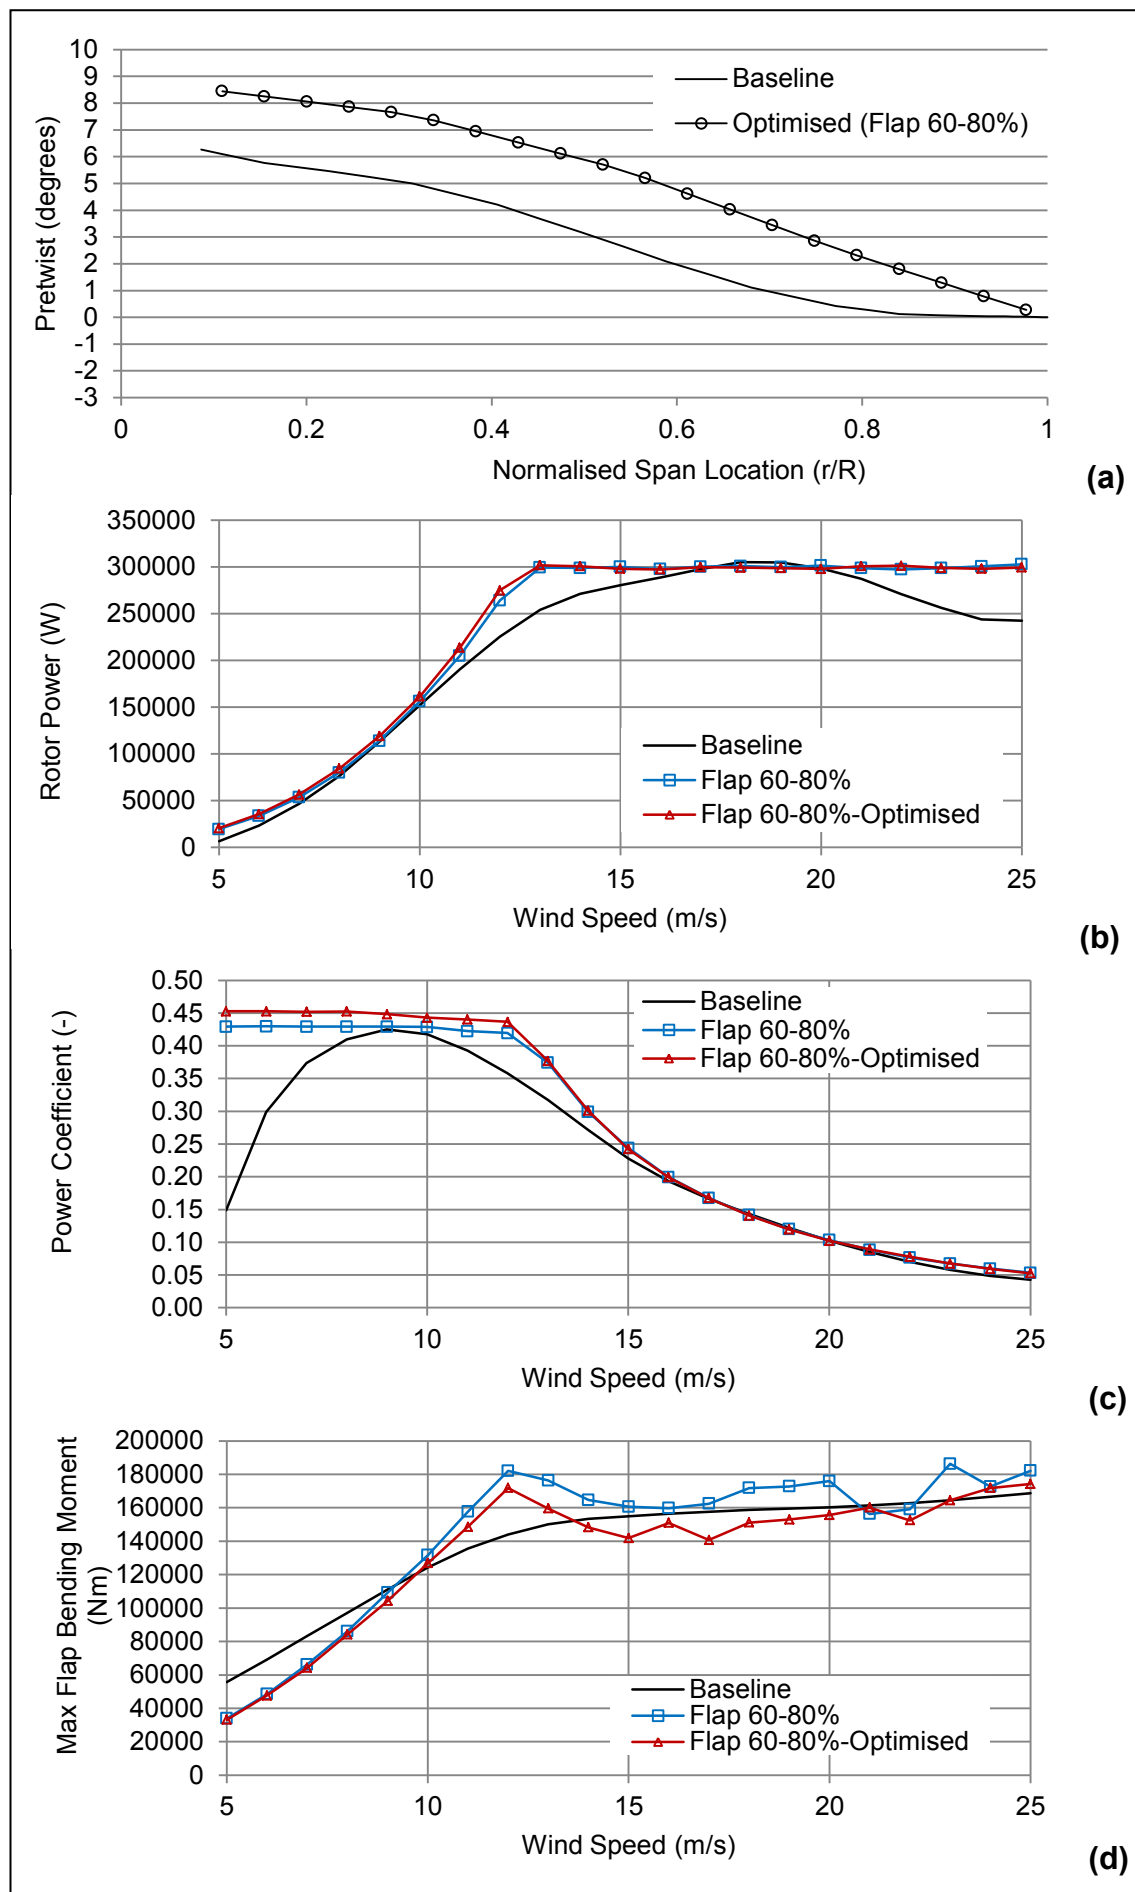 10
9
8
7
6
5
4
3
2
1
0
-1
-2
-3
Pretwist (degrees)
Baseline
Optimised (Flap 60-80%)
0 0.2 0.4 0.6 0.8 1
Normalised Span Location (r/R)
(a)
350000
300000
250000
200000
150000
100000
50000
0
Rotor Power (W)
Baseline
Flap 60-80%
Flap 60-80%-Optimised
5 10 15 20 25
Wind Speed (m/s)
(b)
0.50
0.45
0.40
0.35
0.30
0.25
0.20
0.15
0.10
0.05
0.00
Power Coefficient (-)
Baseline
Flap 60-80%
Flap 60-80%-Optimised
5 10 15 20 25
Wind Speed (m/s)
(c)
200000
180000
160000
140000
120000
100000
80000
60000
40000
20000
0
Max Flap Bending Moment
(Nm)
Baseline
Flap 60-80%
Flap 60-80%-Optimised
5 10 15 20 25
Wind Speed (m/s)
(d)